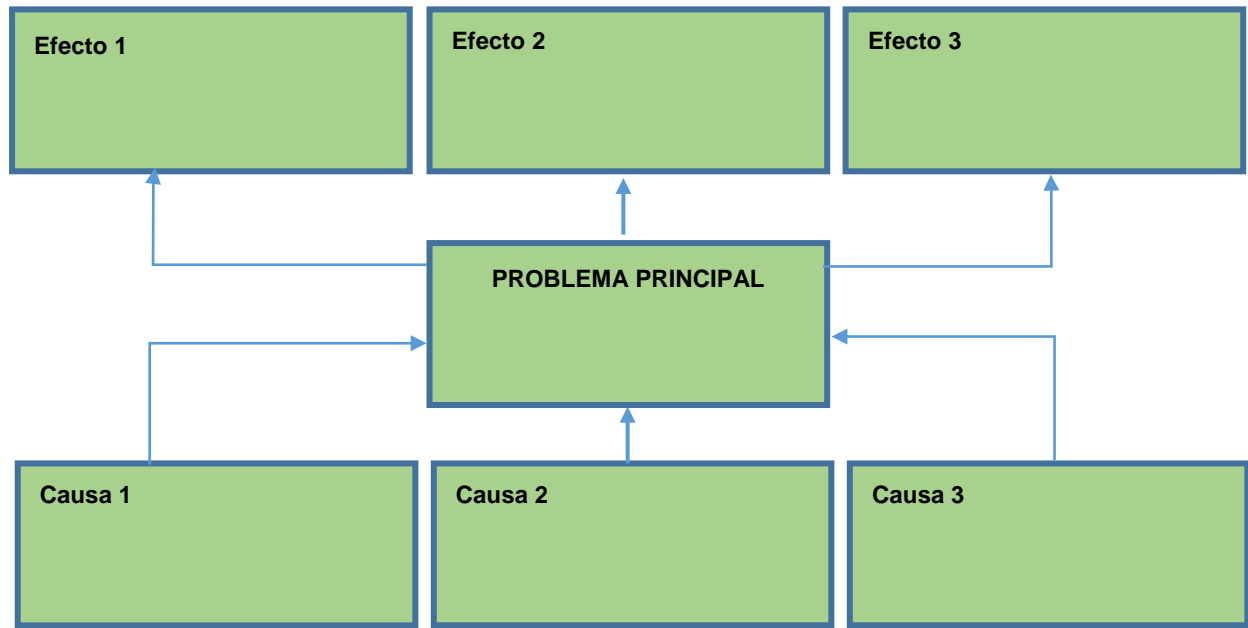 Efecto 1
Efecto 2
Efecto 3
PROBLEMA PRINCIPAL
Causa 1
Causa 2
Causa 3